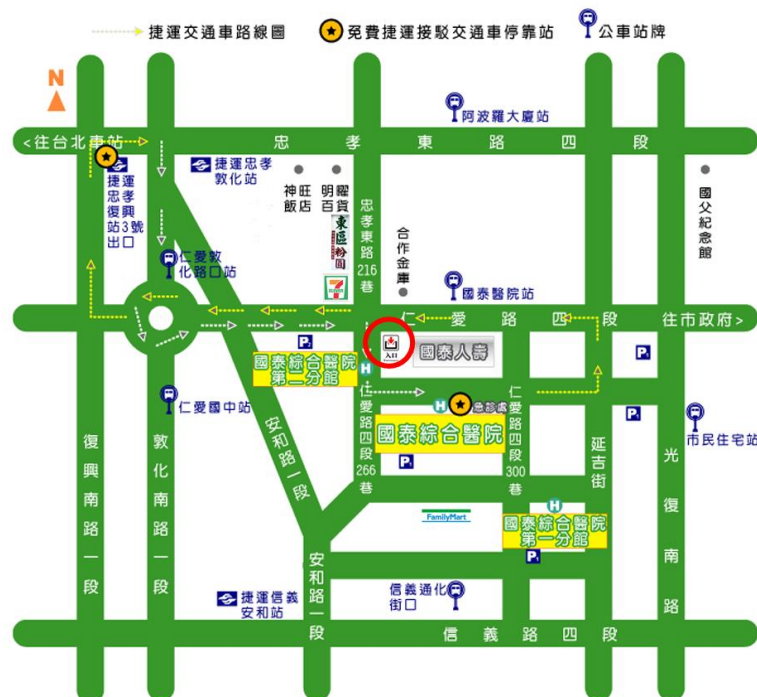 捷運交通車路線圖
免費捷運接駁交通車停靠站
公車站牌
N
阿波羅大廈站
<往台北車站
忠孝東路四段
捷運
忠孝
復興
站3號
出口
捷運忠孝
敦化站
神旺
飯店
明曜
百貨
東區粉圓
忠孝東路216巷
合作金庫
國父紀念館
仁愛敦
化路口站
7
ELEVEN
國泰醫院站
仁愛路四段
往市政府>
P
入口
國泰人壽
國泰綜合醫院
第二分館
H
P
H
急診處
仁愛國中站
國泰綜合醫院
P
市民住宅站
P
仁愛路四段266巷
仁愛路四段300巷
延吉街
復興南路一段
敦化南路一段
安和路一段
光復南路
FamilyMart
H
國泰綜合醫院
第一分館
P
安和路一段
捷運信義
安和站
信義通化
街口
信義路四段